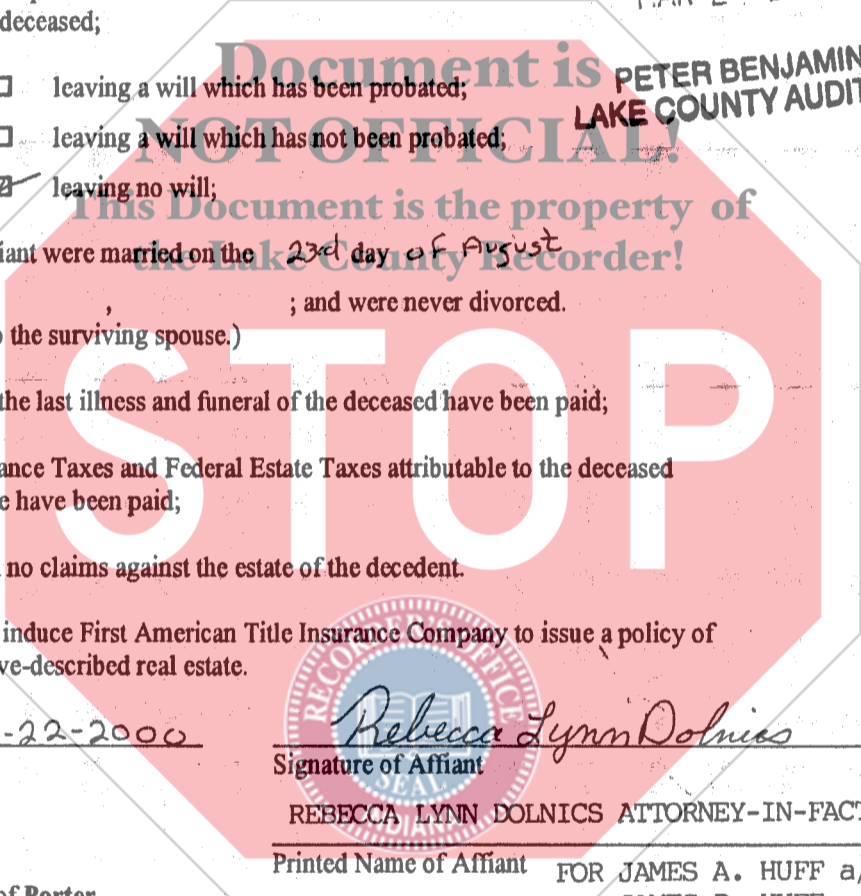 deceased;
Document is
PETER BENJAMIN
leaving a will which has been probated;
LAKE COUNTY AUDIT
NOT OFFICIAL!
leaving a will which has not been probated;
leaving no will;
This Document is the property of
iant were married on the 23rd day of August
the Lake County Recorder!
, ; and were never divorced.
the surviving spouse.)
STOP
the last illness and funeral of the deceased have been paid;
ance Taxes and Federal Estate Taxes attributable to the deceased
e have been paid;
no claims against the estate of the decedent.
induce First American Title Insurance Company to issue a policy of
ve-described real estate.
RECORDER'S OFFICE
-22-2000 Rebecca Lynn Dolnics
Signature of Affiant
SEAL
REBECCA LYNN DOLNICS ATTORNEY-IN-FACT
INDIANA
Printed Name of Affiant FOR JAMES A. HUFF a/
of Porter